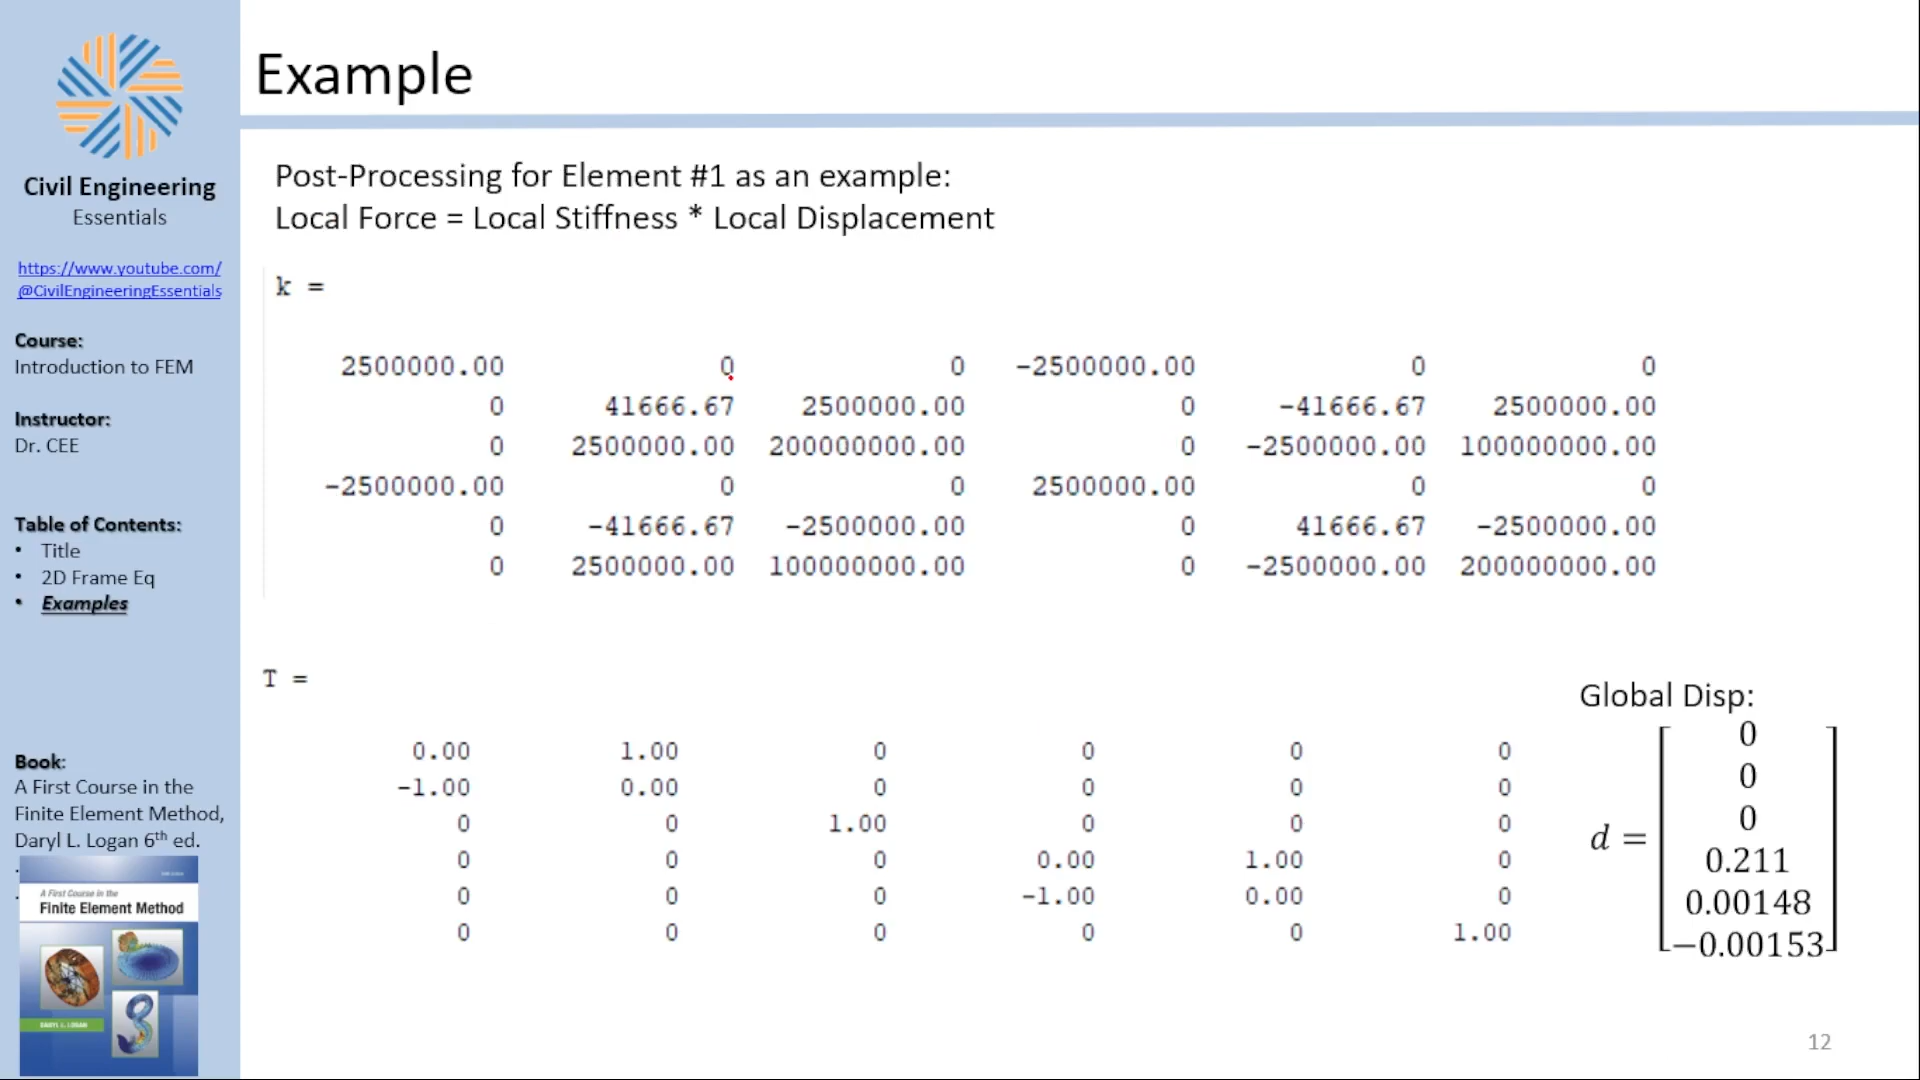 Civil Engineering
Essentials
https://www.youtube.com/
@CivilEngineeringEssentials
Course:
Introduction to FEM
Instructor:
Dr. CEE
Table of Contents:
• Title
• 2D Frame Eq
• Examples
Book:
A First Course in the
Finite Element Method,
Daryl L. Logan 6th ed.
A First Course in the
Finite Element Method
DARYL L. LOGAN
Example
Post-Processing for Element #1 as an example:
Local Force = Local Stiffness * Local Displacement
k =
2500000.00 0 0 -2500000.00 0 0
0 41666.67 2500000.00 0 -41666.67 2500000.00
0 2500000.00 200000000.00 0 -2500000.00 100000000.00
-2500000.00 0 0 2500000.00 0 0
0 -41666.67 -2500000.00 0 41666.67 -2500000.00
0 2500000.00 100000000.00 0 -2500000.00 200000000.00
T =
0.00 1.00 0 0 0 0
-1.00 0.00 0 0 0 0
0 0 1.00 0 0 0
0 0 0 0.00 1.00 0
0 0 0 -1.00 0.00 0
0 0 0 0 0 1.00
Global Disp:
d =
0
0
0
0.211
0.00148
−0.00153
12